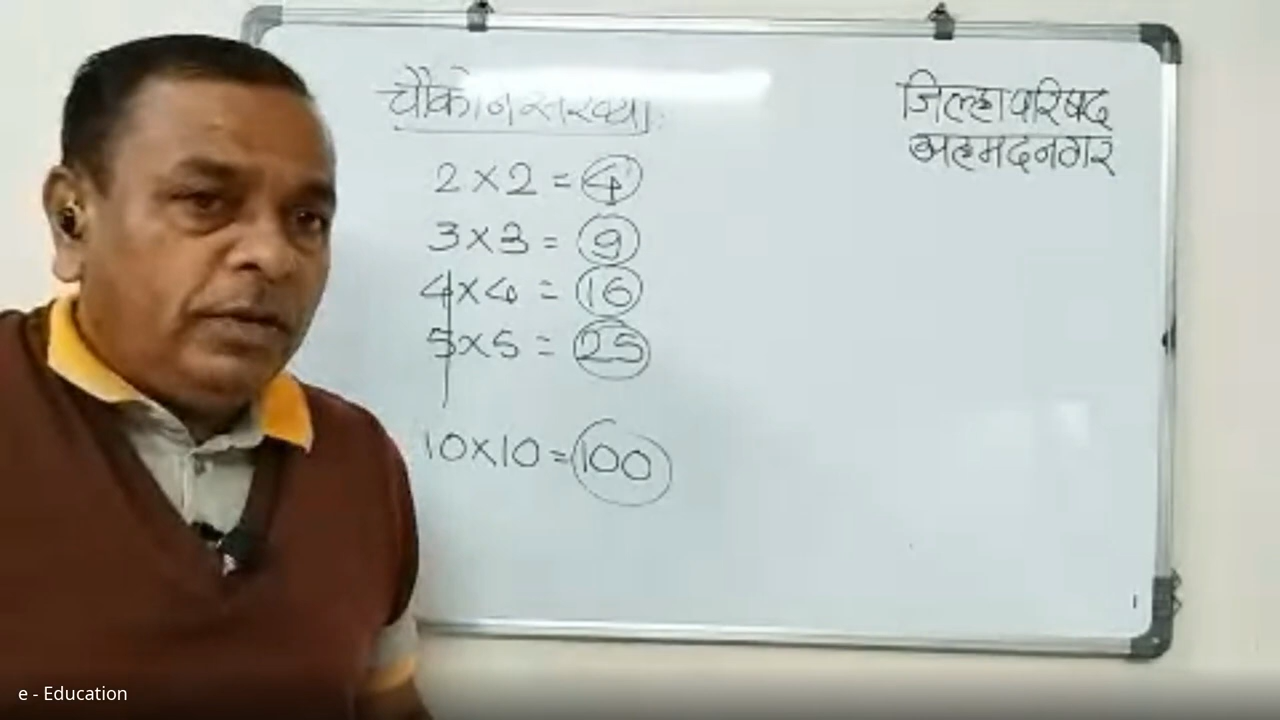 चौकोन संख्या:
2 × 2 = 4
3 × 3 = 9
4 × 4 = 16
5 × 5 = 25
10 × 10 = 100
जिल्हा परिषद
अहमदनगर
e - Education